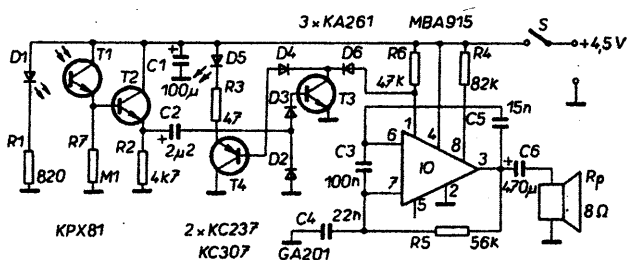 3×KA261 MBA915
D1 T1 T2 C1 100µ D5 D4 D6 R6 R4 S +4,5V
R3 47 D3 T3 47k 82k C5 15n
C2 2µ2
R1 820 R7 M1 R2 4k7 T4 D2
C3 100n 6 7 1 4 8 IO 3 5 2
C6 470µ Rp 8Ω
C4 22n R5 56k
KPX81 2×KC237 GA201
KC307